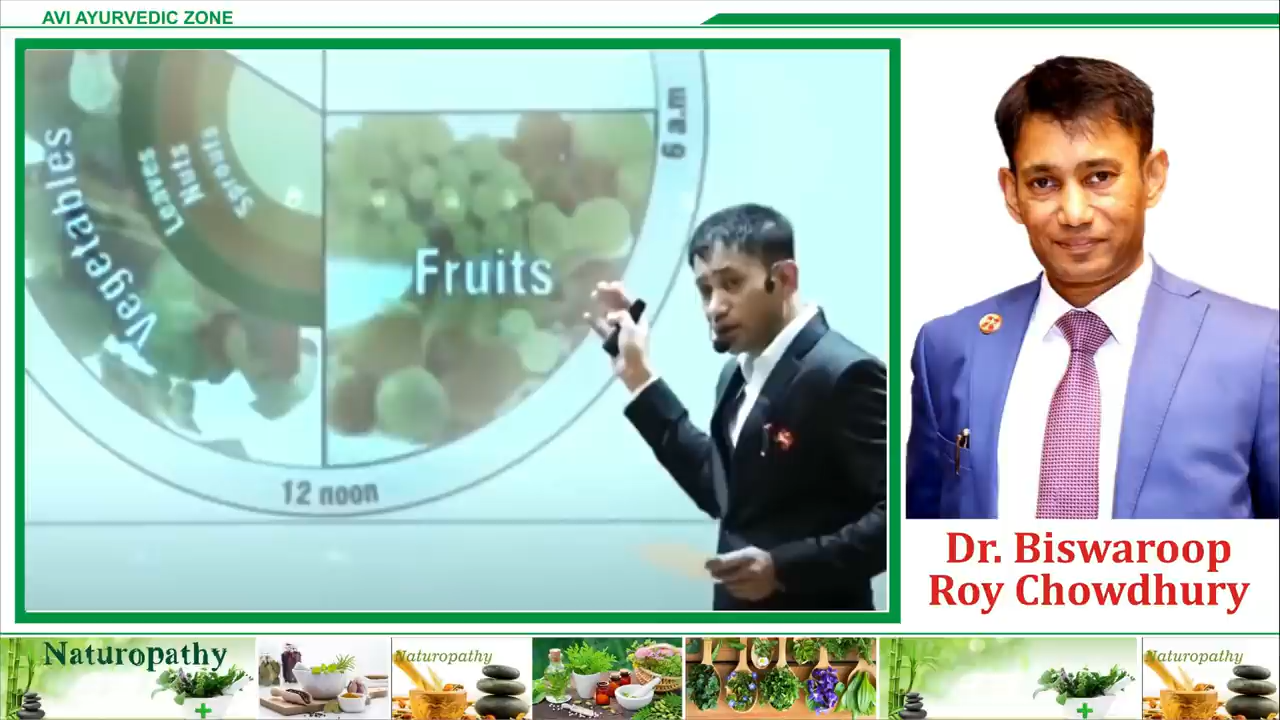 AVI AYURVEDIC ZONE
6 a.m
Sprouts
Nuts
Leaves
Vegetables
Fruits
12 noon
Dr. Biswaroop
Roy Chowdhury
Naturopathy
Naturopathy
Naturopathy